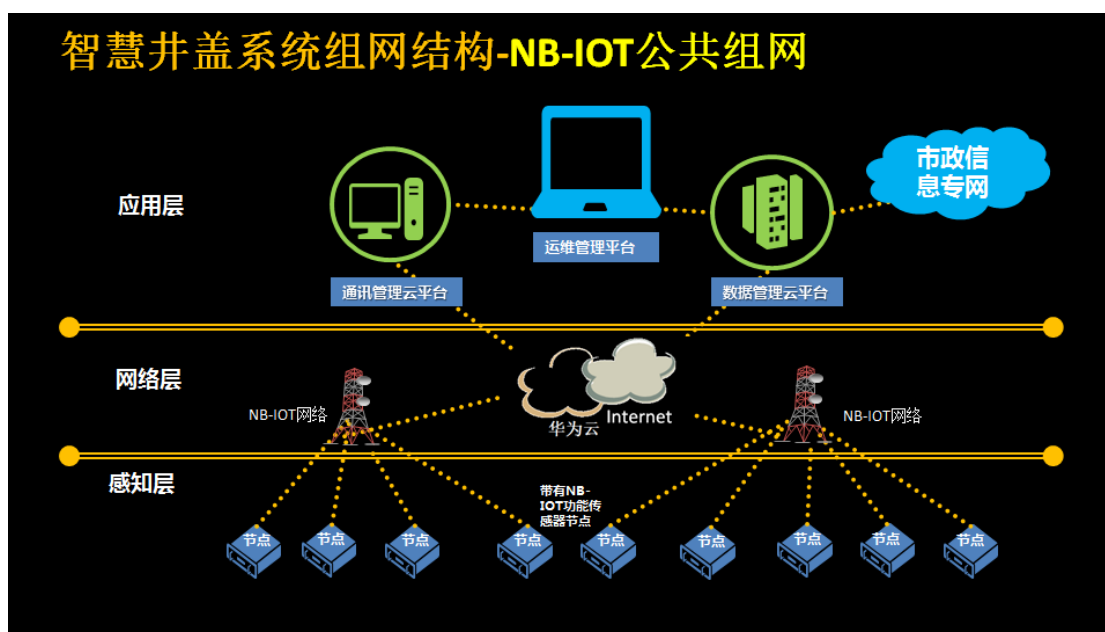 智慧井盖系统组网结构-NB-IOT公共组网
市政信
息专网
应用层
运维管理平台
通讯管理云平台
数据管理云平台
网络层
NB-IOT网络
华为云
Internet
NB-IOT网络
感知层
带有NB-
IOT功能传
感器节点
节点
节点
节点
节点
节点
节点
节点
节点
节点